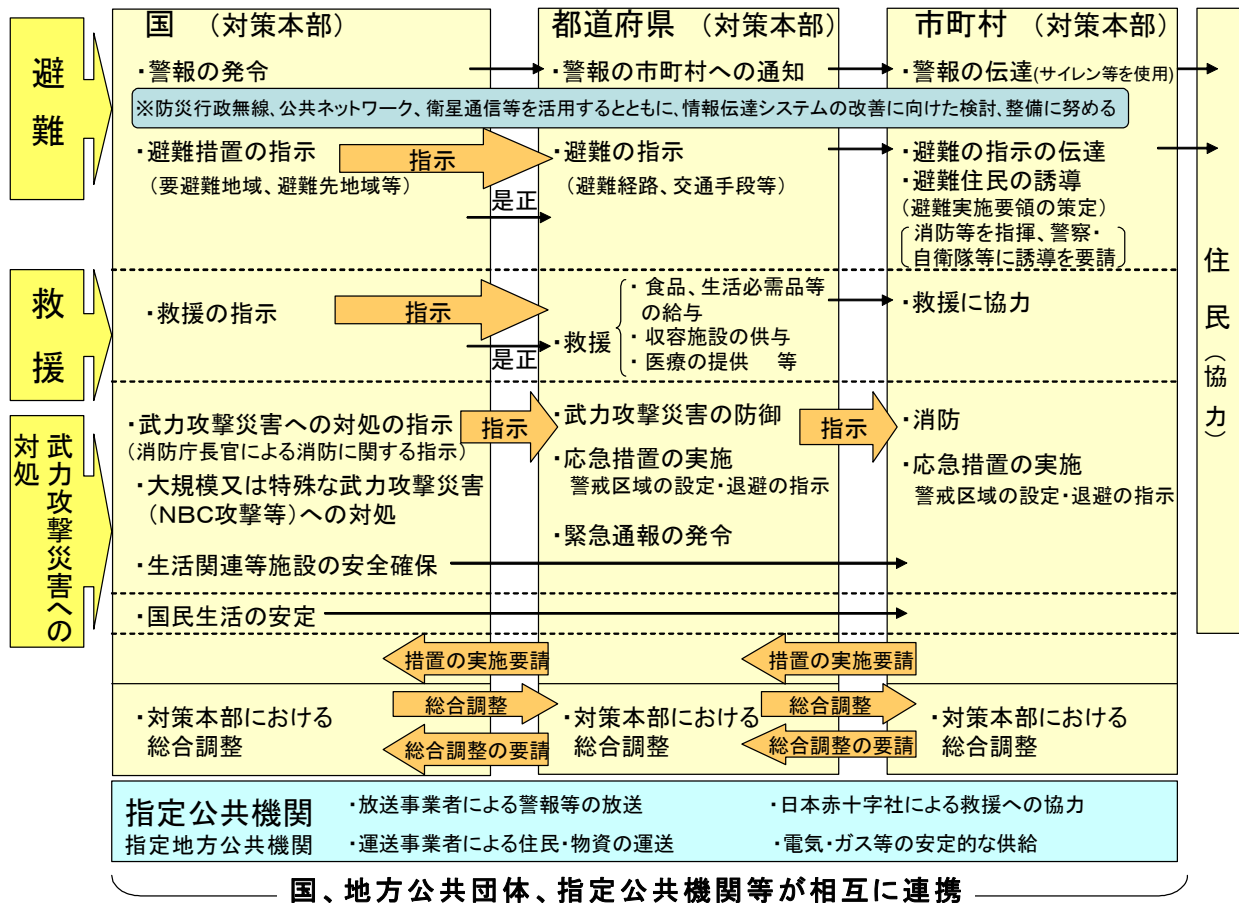 国 （対策本部）
都道府県 （対策本部）
市町村 （対策本部）
避難
・警報の発令
・警報の市町村への通知
・警報の伝達(サイレン等を使用)
※防災行政無線、公共ネットワーク、衛星通信等を活用するとともに、情報伝達システムの改善に向けた検討、整備に努める
・避難措置の指示
（要避難地域、避難先地域等）
指示
是正
・避難の指示
（避難経路、交通手段等）
・避難の指示の伝達
・避難住民の誘導
（避難実施要領の策定）
消防等を指揮、警察・
自衛隊等に誘導を要請
住民（協力）
救援
・救援の指示
指示
是正
・救援
・食品、生活必需品等
の給与
・収容施設の供与
・医療の提供　等
・救援に協力
武力攻撃災害への
対処
・武力攻撃災害への対処の指示
（消防庁長官による消防に関する指示）
・大規模又は特殊な武力攻撃災害
（ＮＢＣ攻撃等）への対処
指示
・武力攻撃災害の防御
・応急措置の実施
警戒区域の設定・退避の指示
・緊急通報の発令
指示
・消防
・応急措置の実施
警戒区域の設定・退避の指示
・生活関連等施設の安全確保
・国民生活の安定
措置の実施要請
措置の実施要請
・対策本部における
総合調整
総合調整
総合調整の要請
・対策本部における
総合調整
総合調整
総合調整の要請
・対策本部における
総合調整
指定公共機関
指定地方公共機関
・放送事業者による警報等の放送
・日本赤十字社による救援への協力
・運送事業者による住民・物資の運送
・電気・ガス等の安定的な供給
国、地方公共団体、指定公共機関等が相互に連携